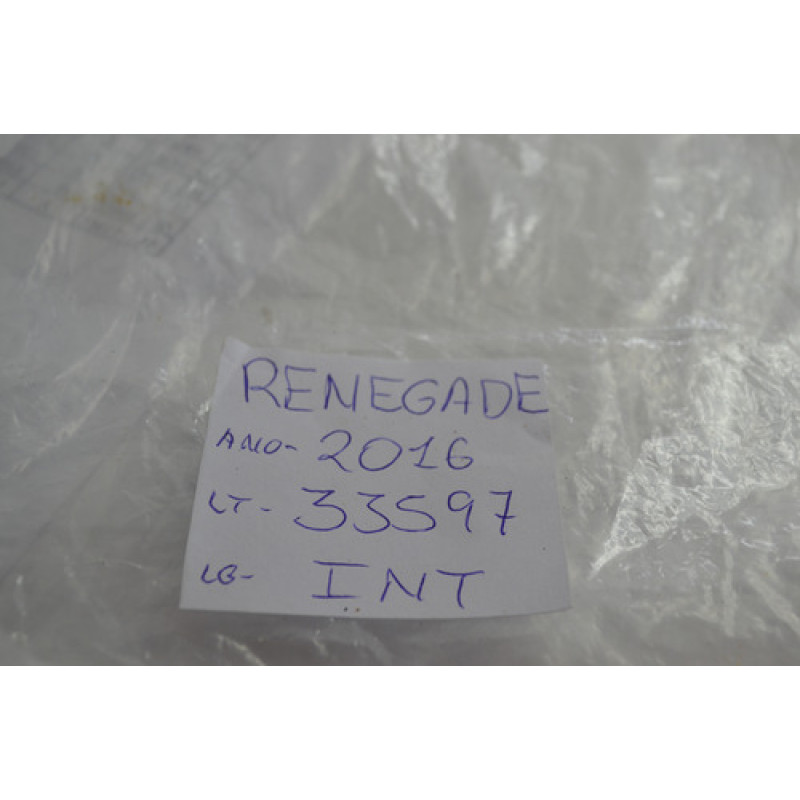 RENEGADE
ANO- 2016
LT- 33597
LB- INT